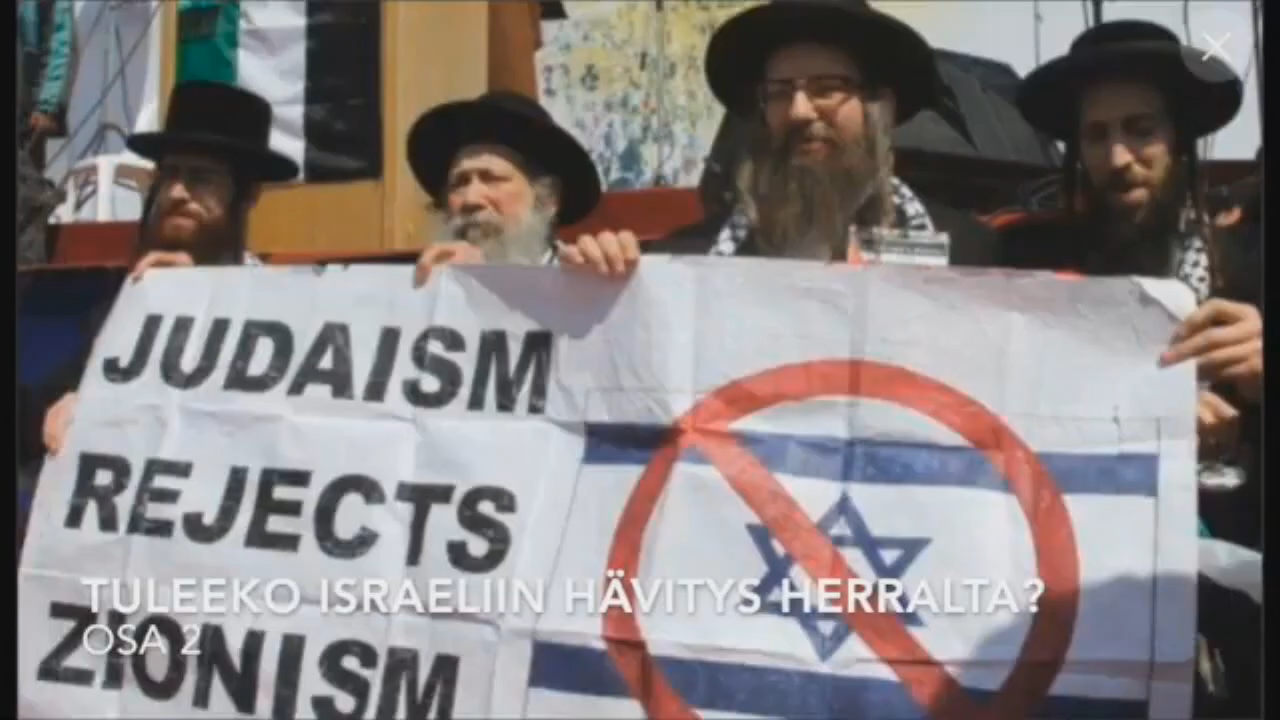 JUDAISM
REJECTS
ZIONISM
TULEEKO ISRAELIIN HÄVITYS HERRALTA?
OSA 2